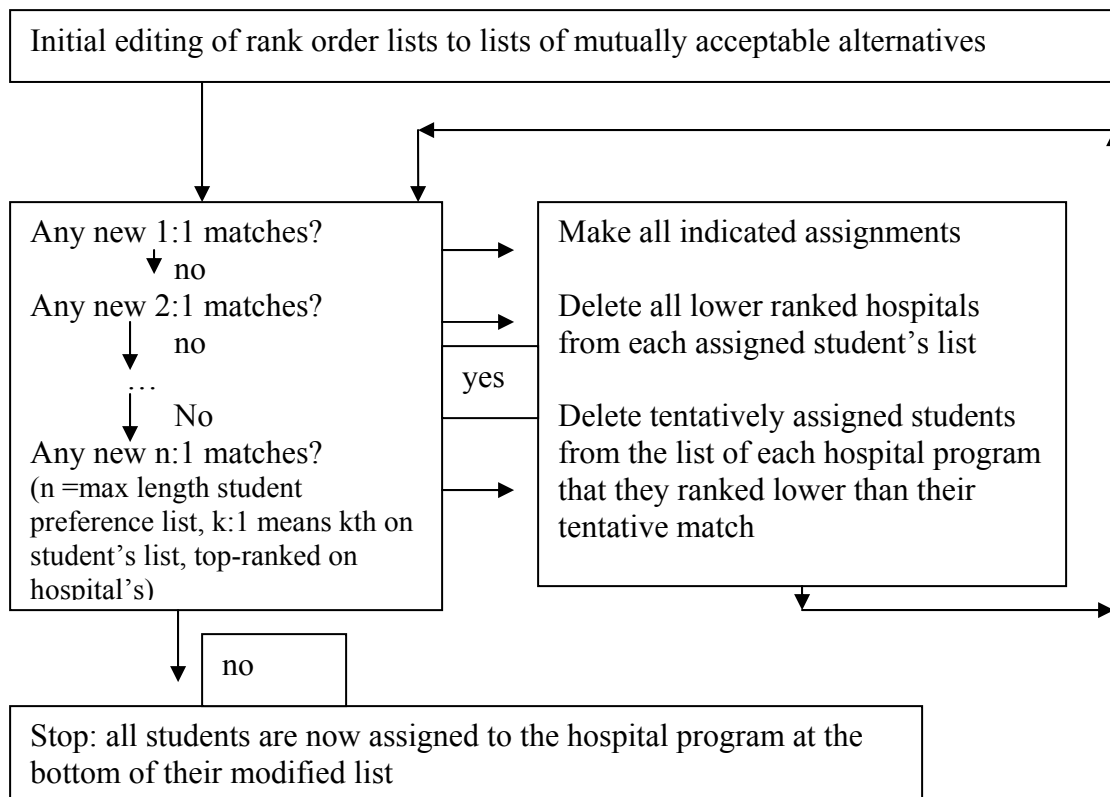 Initial editing of rank order lists to lists of mutually acceptable alternatives
Any new 1:1 matches?
no
Any new 2:1 matches?
no
…
No
Any new n:1 matches?
(n =max length student
preference list, k:1 means kth on
student’s list, top-ranked on
hospital’s)
yes
Make all indicated assignments
Delete all lower ranked hospitals
from each assigned student’s list
Delete tentatively assigned students
from the list of each hospital program
that they ranked lower than their
tentative match
no
Stop: all students are now assigned to the hospital program at the
bottom of their modified list